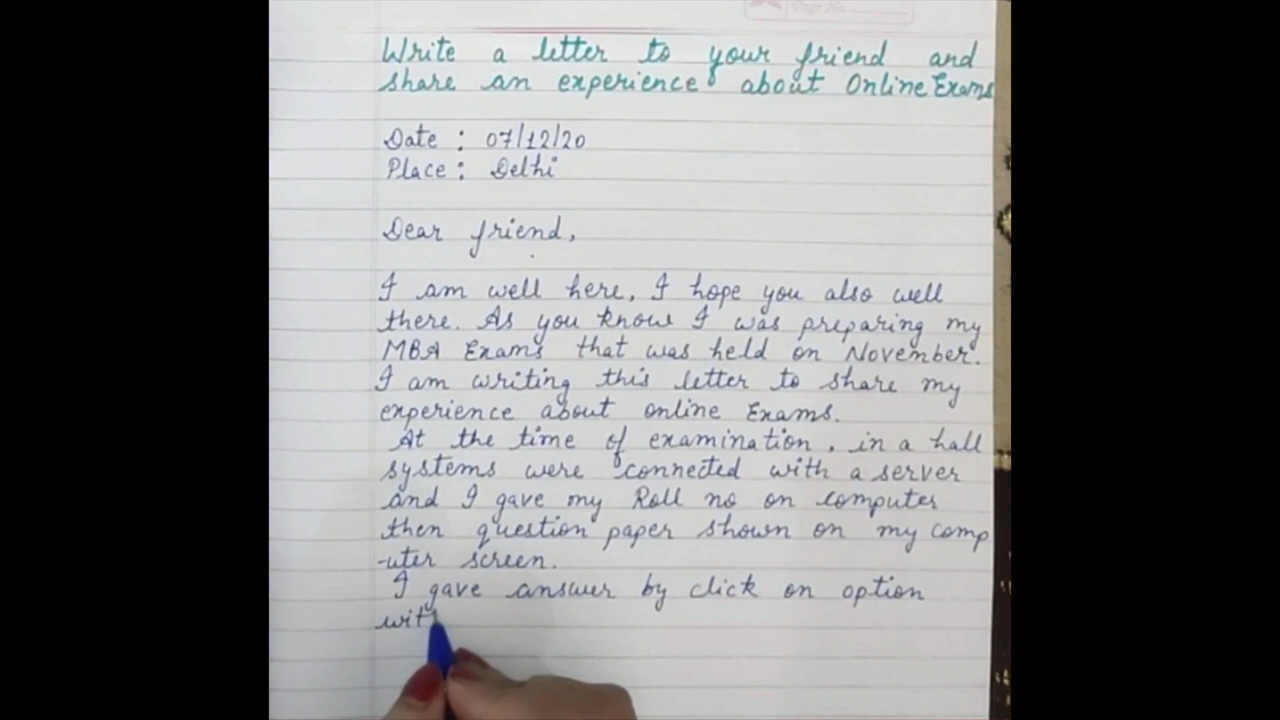 Page No.
Write a letter to your friend and
share an experience about Online Exams
Date : 07/12/20
Place : Delhi
Dear friend,
I am well here, I hope you also well
there. As you know I was preparing my
MBA Exams that was held on November.
I am writing this letter to share my
experience about online Exams.
At the time of examination, in a hall
systems were connected with a server
and I gave my Roll no on computer
then question paper shown on my comp
-uter screen.
I gave answer by click on option
wit